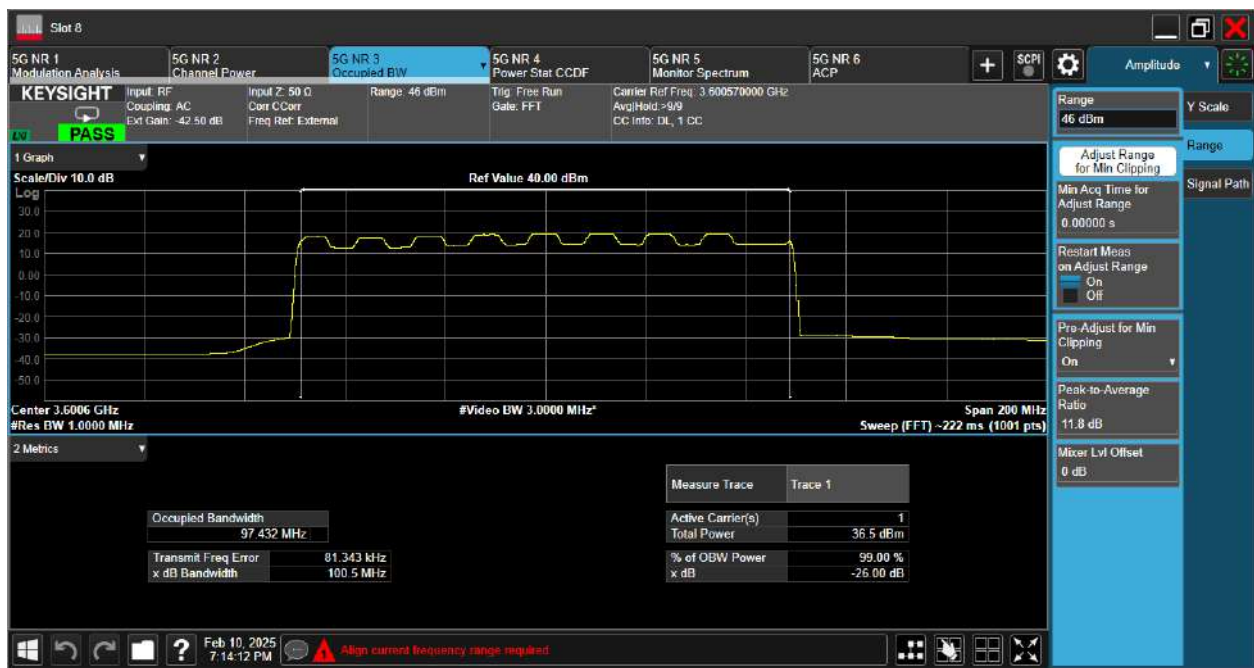 Slot 8
5G NR 1
Modulation Analysis
5G NR 2
Channel Power
5G NR 3
Occupied BW
5G NR 4
Power Stat CCDF
5G NR 5
Monitor Spectrum
5G NR 6
ACP
SCPI
Amplitude
KEYSIGHT
PASS
Input: RF
Coupling: AC
Ext Gain: -42.50 dB
Input Z: 50 Ω
Corr CCorr
Freq Ref: External
Range: 46 dBm
Trig: Free Run
Gate: FFT
Carrier Ref Freq: 3.600570000 GHz
Avg|Hold:>9/9
CC Info: DL, 1 CC
Range
46 dBm
Adjust Range
for Min Clipping
Min Acq Time for
Adjust Range
0.00000 s
Restart Meas
on Adjust Range
On
Off
Pre-Adjust for Min
Clipping
On
Peak-to-Average
Ratio
11.8 dB
Mixer Lvl Offset
0 dB
Y Scale
Range
Signal Path
1 Graph
Scale/Div 10.0 dB
Ref Value 40.00 dBm
Log
30.0
20.0
10.0
0.00
-10.0
-20.0
-30.0
-40.0
-50.0
Center 3.6006 GHz
#Video BW 3.0000 MHz*
Span 200 MHz
#Res BW 1.0000 MHz
Sweep (FFT) ~222 ms (1001 pts)
2 Metrics
Measure Trace Trace 1
Occupied Bandwidth
97.432 MHz
Transmit Freq Error 81.343 kHz
x dB Bandwidth 100.5 MHz
Active Carrier(s) 1
Total Power 36.5 dBm
% of OBW Power 99.00 %
x dB -26.00 dB
Feb 10, 2025
7:14:12 PM
Align current frequency range required